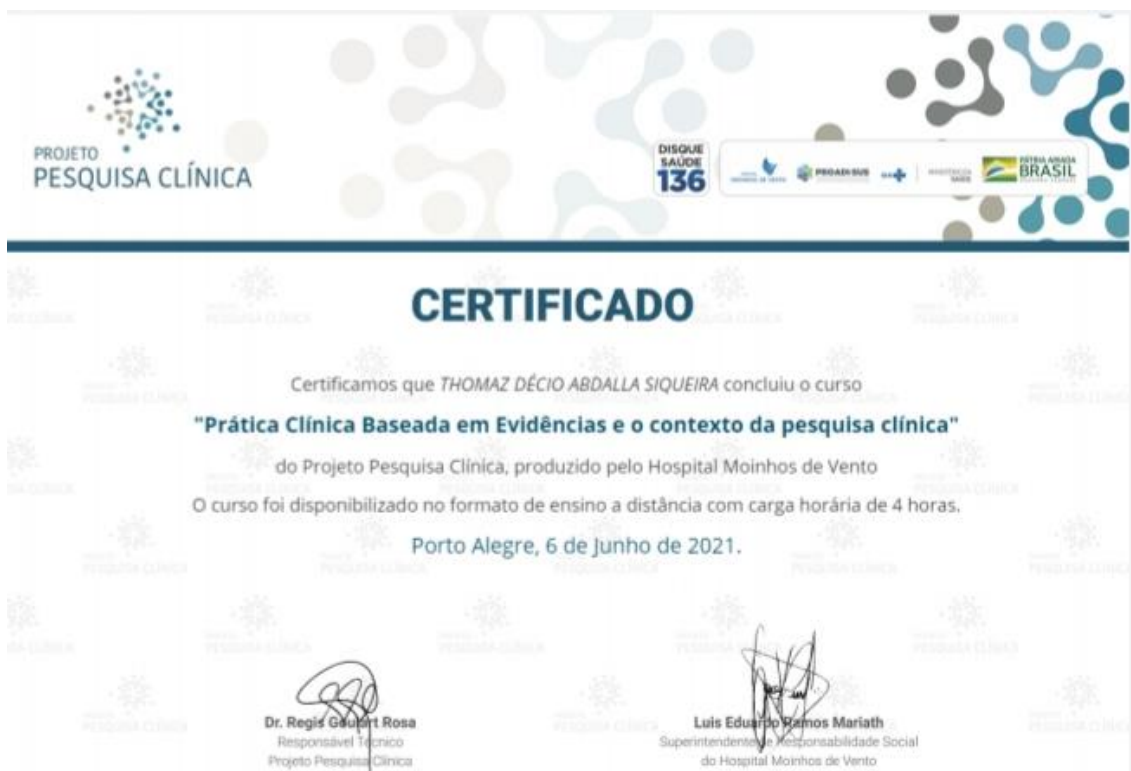 PROJETO
PESQUISA CLÍNICA
DISQUE
SAÚDE
136
PROADI-SUS
PÁTRIA AMADA
BRASIL
CERTIFICADO
Certificamos que THOMAZ DÉCIO ABDALLA SIQUEIRA concluiu o curso
"Prática Clínica Baseada em Evidências e o contexto da pesquisa clínica"
do Projeto Pesquisa Clínica, produzido pelo Hospital Moinhos de Vento
O curso foi disponibilizado no formato de ensino a distância com carga horária de 4 horas.
Porto Alegre, 6 de Junho de 2021.
Dr. Regis Goulart Rosa
Responsável Técnico
Projeto Pesquisa Clínica
Luis Eduardo Ramos Mariath
Superintendente de Responsabilidade Social
do Hospital Moinhos de Vento